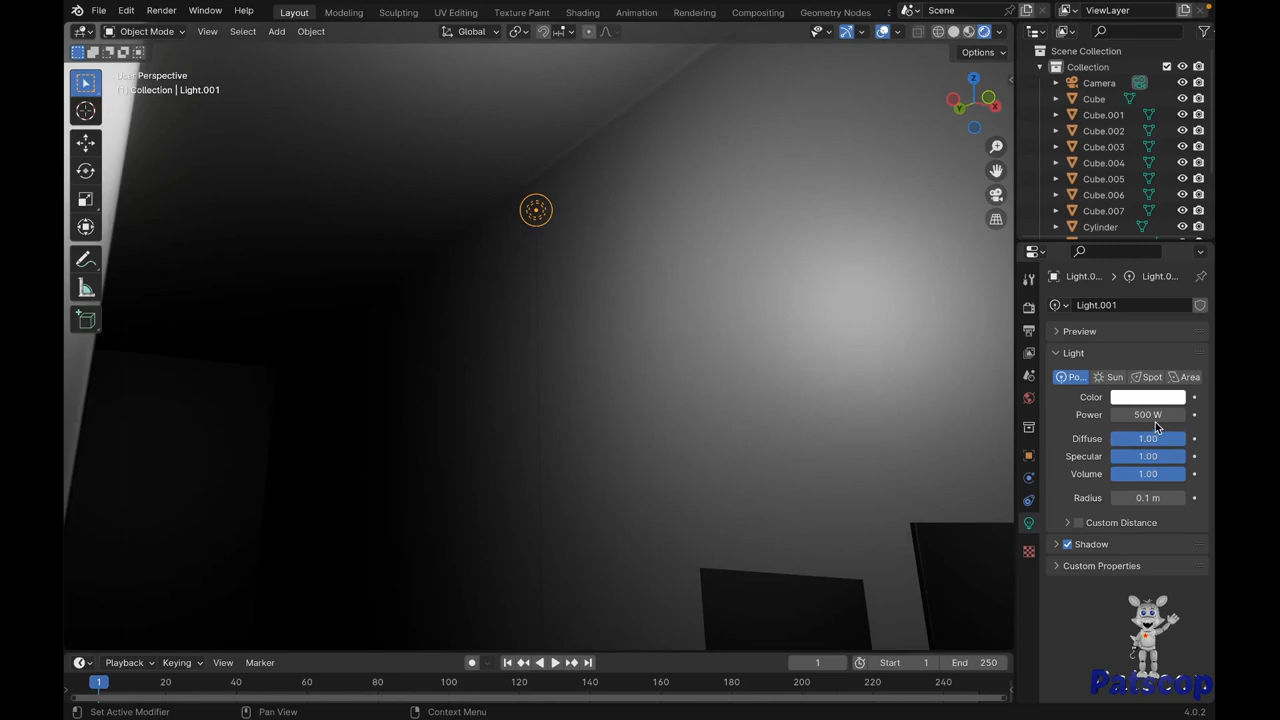 File Edit Render Window Help Layout Modeling Sculpting UV Editing Texture Paint Shading Animation Rendering Compositing Geometry Nodes Scene ViewLayer
Object Mode View Select Add Object Global
Options
User Perspective
(1) Collection | Light.001
Z
Y
X
Scene Collection
Collection
Camera
Cube
Cube.001
Cube.002
Cube.003
Cube.004
Cube.005
Cube.006
Cube.007
Cylinder
Light.0... Light.0...
Light.001
Preview
Light
Po... Sun Spot Area
Color
Power 500 W
Diffuse 1.00
Specular 1.00
Volume 1.00
Radius 0.1 m
Custom Distance
Shadow
Custom Properties
Patscop
Playback Keying View Marker 1 Start 1 End 250
1 20 40 60 80 100 120 140 160 180 200 220 240
Set Active Modifier Pan View Context Menu 4.0.2